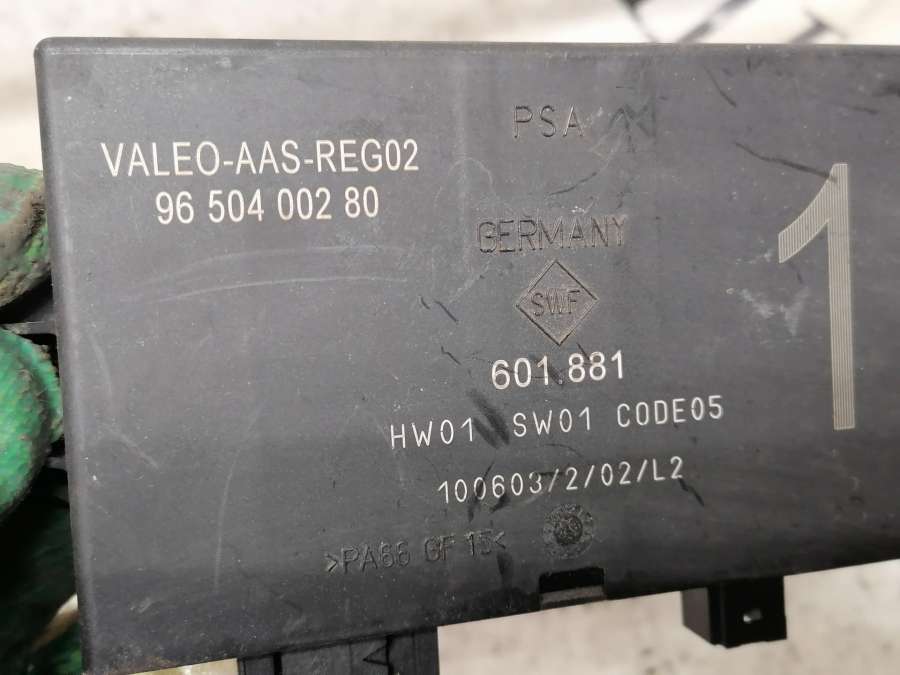 PSA
VALEO-AAS-REG02
96 504 002 80
GERMANY
SWF
601.881
HW01 SW01 CODE05
100603/2/02/L2
>PA66 GF 15<
1